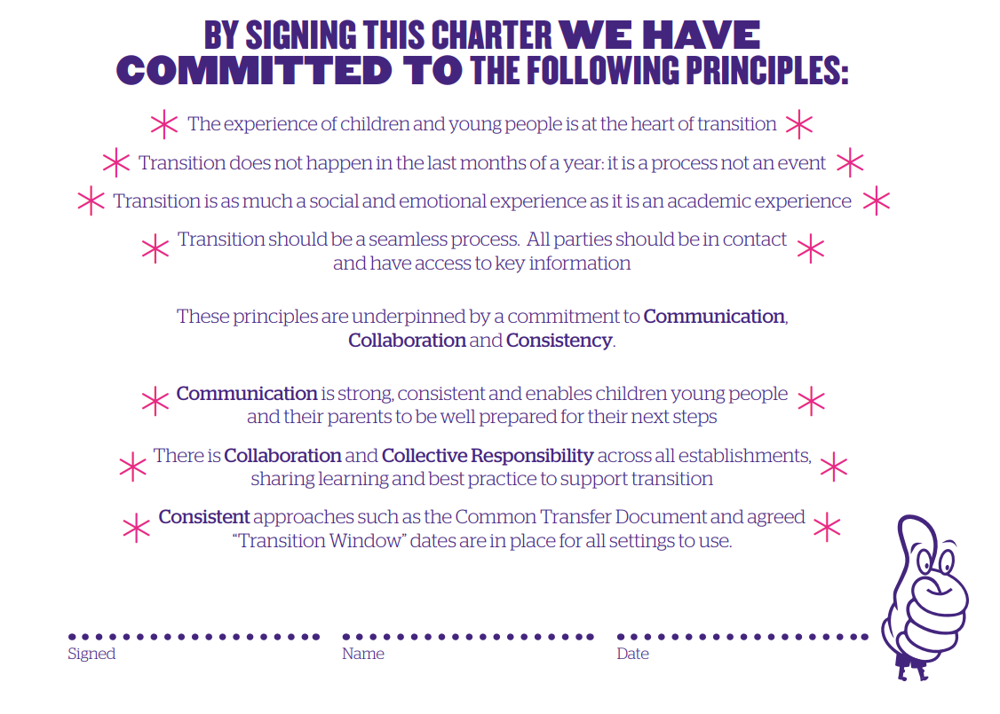 BY SIGNING THIS CHARTER WE HAVE
COMMITTED TO THE FOLLOWING PRINCIPLES:
The experience of children and young people is at the heart of transition
Transition does not happen in the last months of a year: it is a process not an event
Transition is as much a social and emotional experience as it is an academic experience
Transition should be a seamless process. All parties should be in contact
and have access to key information
These principles are underpinned by a commitment to Communication,
Collaboration and Consistency.
Communication is strong, consistent and enables children young people
and their parents to be well prepared for their next steps
There is Collaboration and Collective Responsibility across all establishments,
sharing learning and best practice to support transition
Consistent approaches such as the Common Transfer Document and agreed
“Transition Window” dates are in place for all settings to use.
Signed Name Date